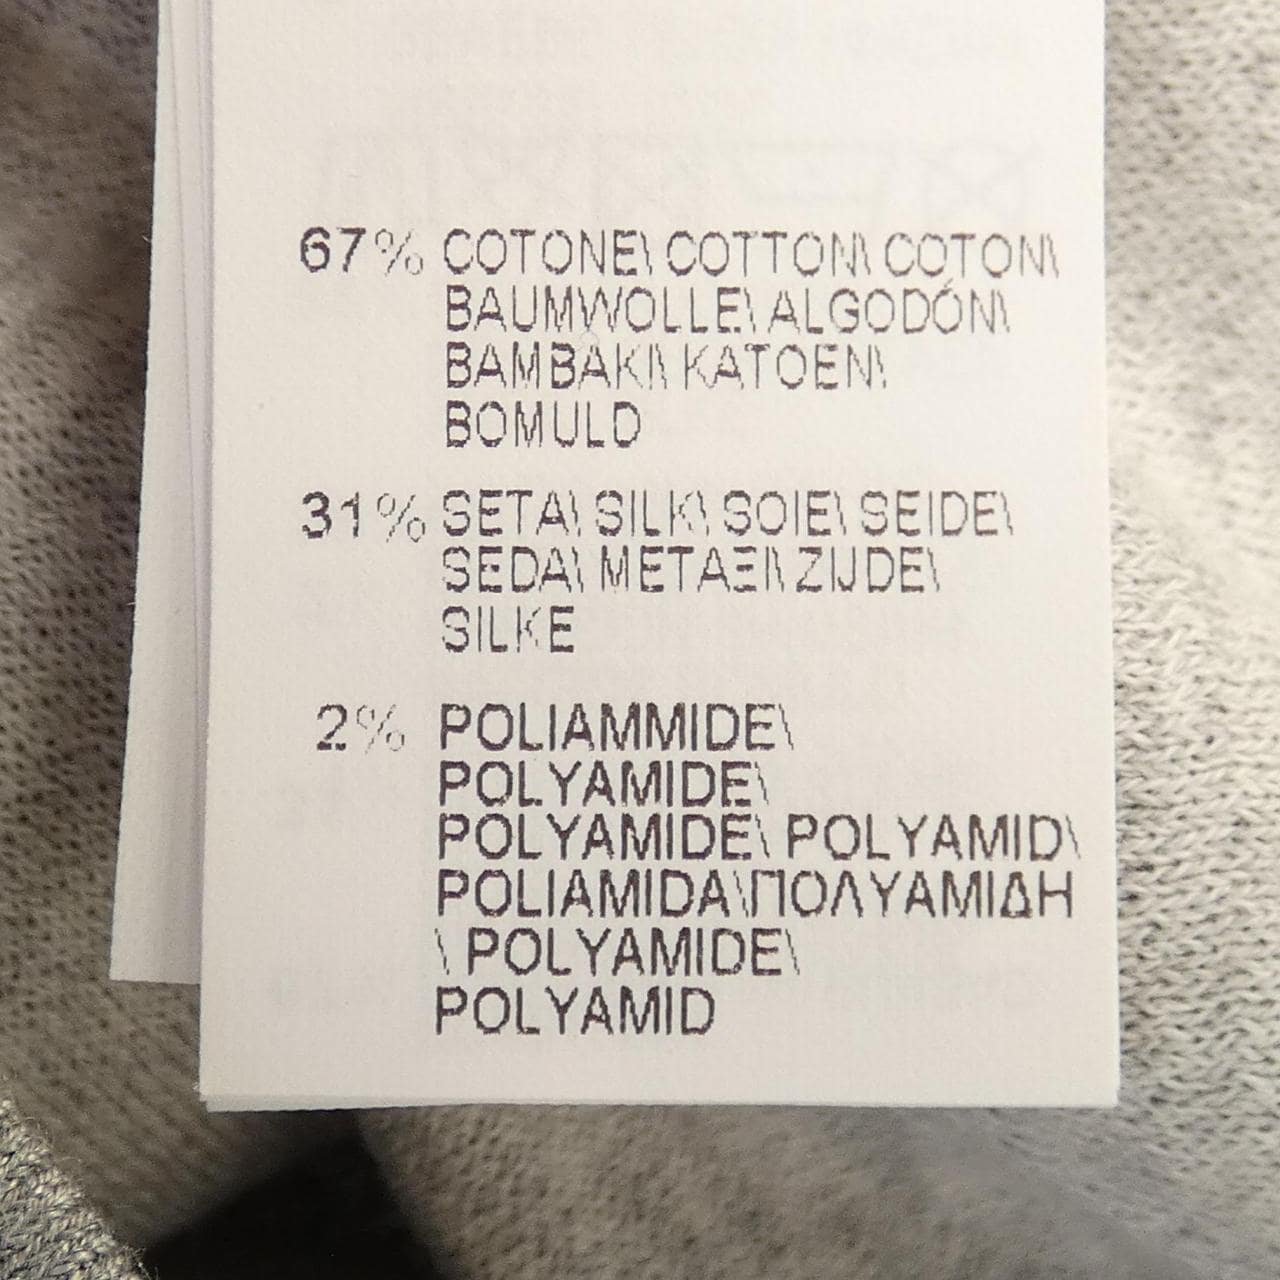 67% COTONE\ COTTON\ COTON\
BAUMWOLLE\ ALGODÓN\
BAMBAKI\ KATOEN\
BOMULD
31% SETA\ SILK\ SOIE\ SEIDE\
SEDA\ METAΞI\ ZIJDE\
SILKE
2% POLIAMMIDE\
POLYAMIDE\
POLYAMIDE\ POLYAMID\
POLIAMIDA\ΠΟΛΥΑΜΙΔΗ
\ POLYAMIDE\
POLYAMID